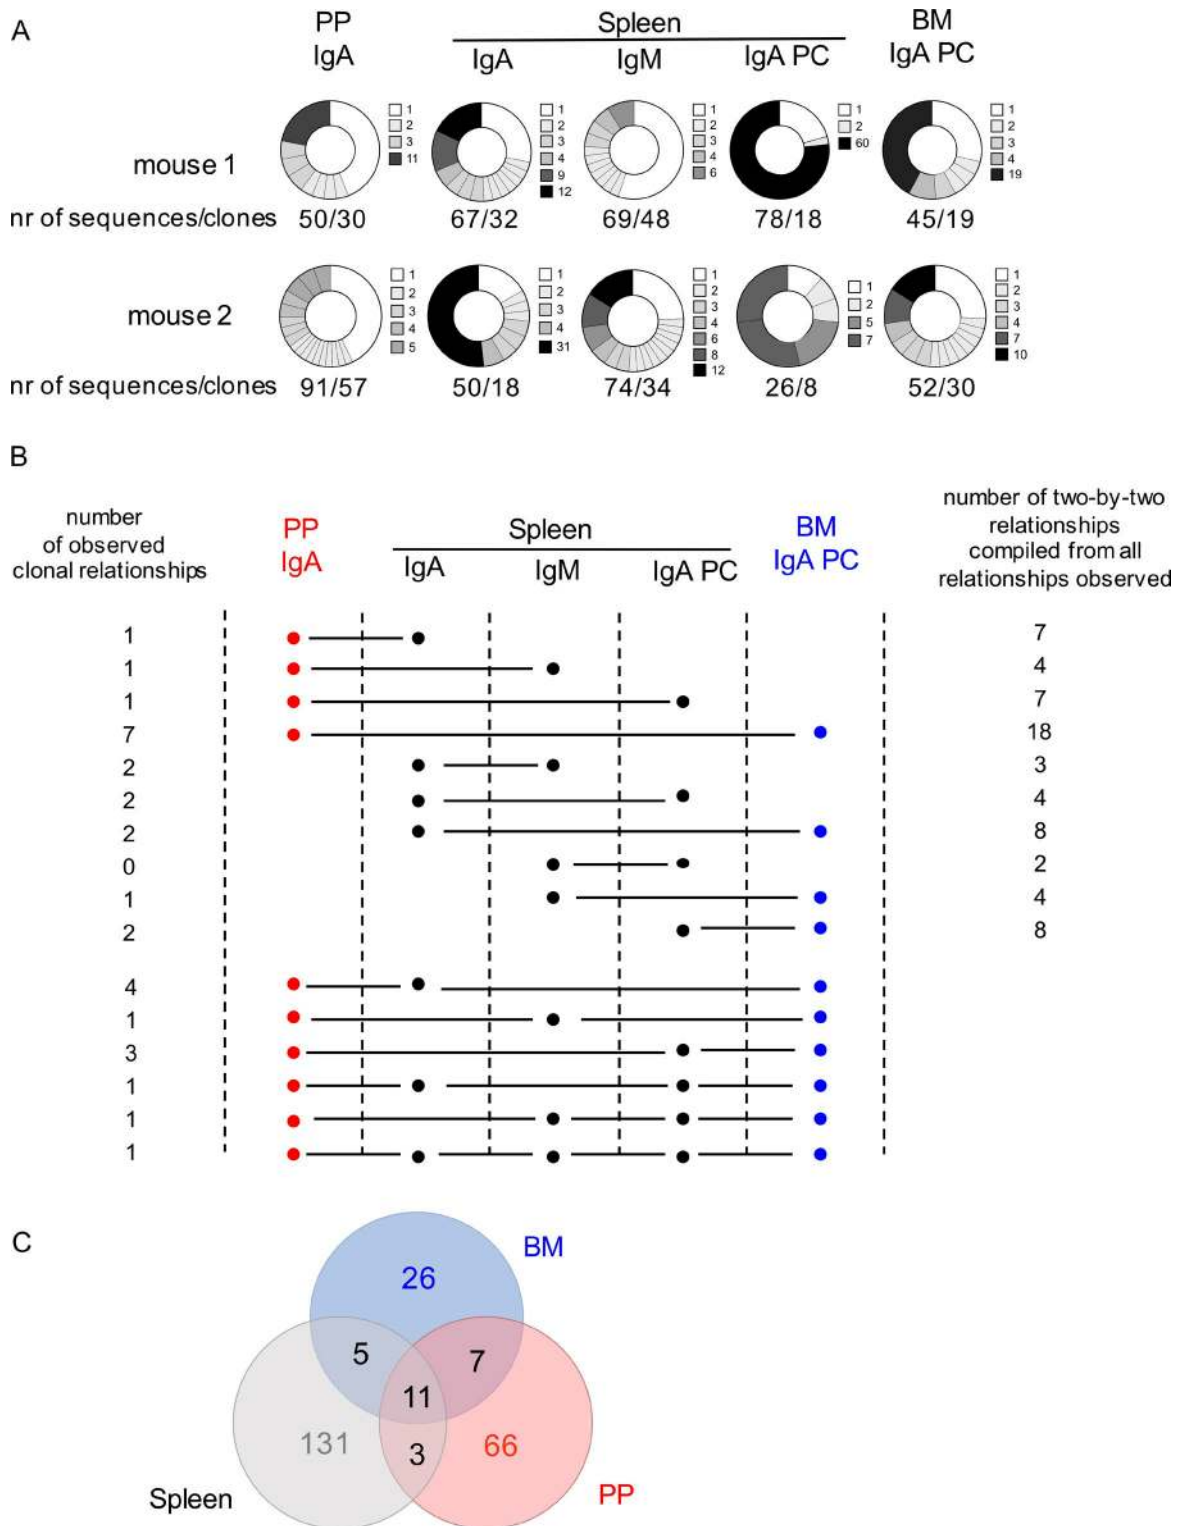 A
PP
IgA
Spleen
IgA
IgM
IgA PC
BM
IgA PC
mouse 1
1
2
3
11
1
2
3
4
9
12
1
2
3
4
6
1
2
60
1
2
3
4
19
nr of sequences/clones
50/30
67/32
69/48
78/18
45/19
mouse 2
1
2
3
4
5
1
2
3
4
31
1
2
3
4
6
8
12
1
2
5
7
1
2
3
4
7
10
nr of sequences/clones
91/57
50/18
74/34
26/8
52/30
B
number
of observed
clonal relationships
PP
IgA
Spleen
IgA
IgM
IgA PC
BM
IgA PC
number of two-by-two
relationships
compiled from all
relationships observed
1
7
1
4
1
7
7
18
2
3
2
4
2
8
0
2
1
4
2
8
4
1
3
1
1
1
C
BM
26
5
7
11
131
3
66
Spleen
PP